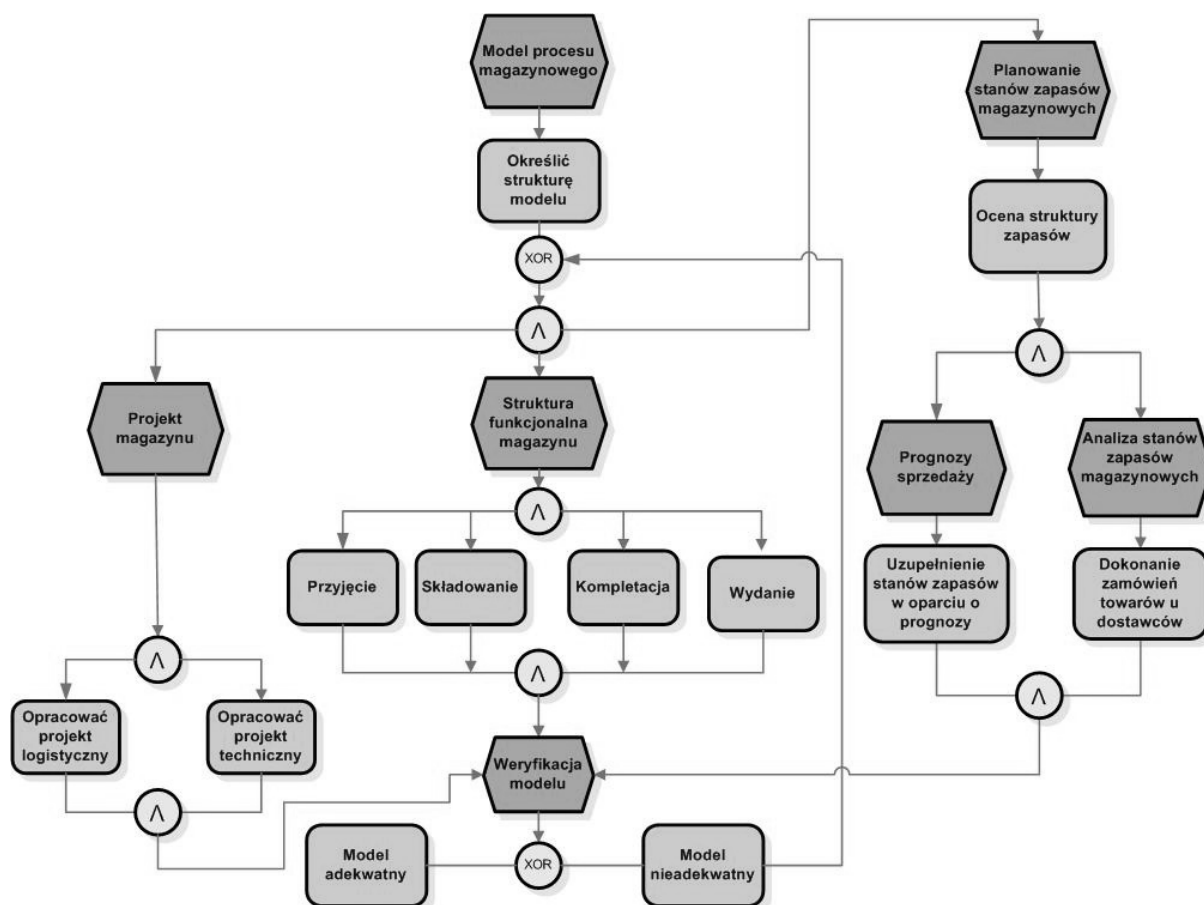 Model procesu
magazynowego
Planowanie
stanów zapasów
magazynowych
Określić
strukturę
modelu
Ocena struktury
zapasów
XOR
Λ
Λ
Projekt
magazynu
Struktura
funkcjonalna
magazynu
Prognozy
sprzedaży
Analiza stanów
zapasów
magazynowych
Λ
Przyjęcie
Składowanie
Kompletacja
Wydanie
Uzupełnienie
stanów zapasów
w oparciu o
prognozy
Dokonanie
zamówień
towarów u
dostawców
Λ
Λ
Λ
Opracować
projekt
logistyczny
Opracować
projekt
techniczny
Weryfikacja
modelu
Λ
Model
adekwatny
XOR
Model
nieadekwatny